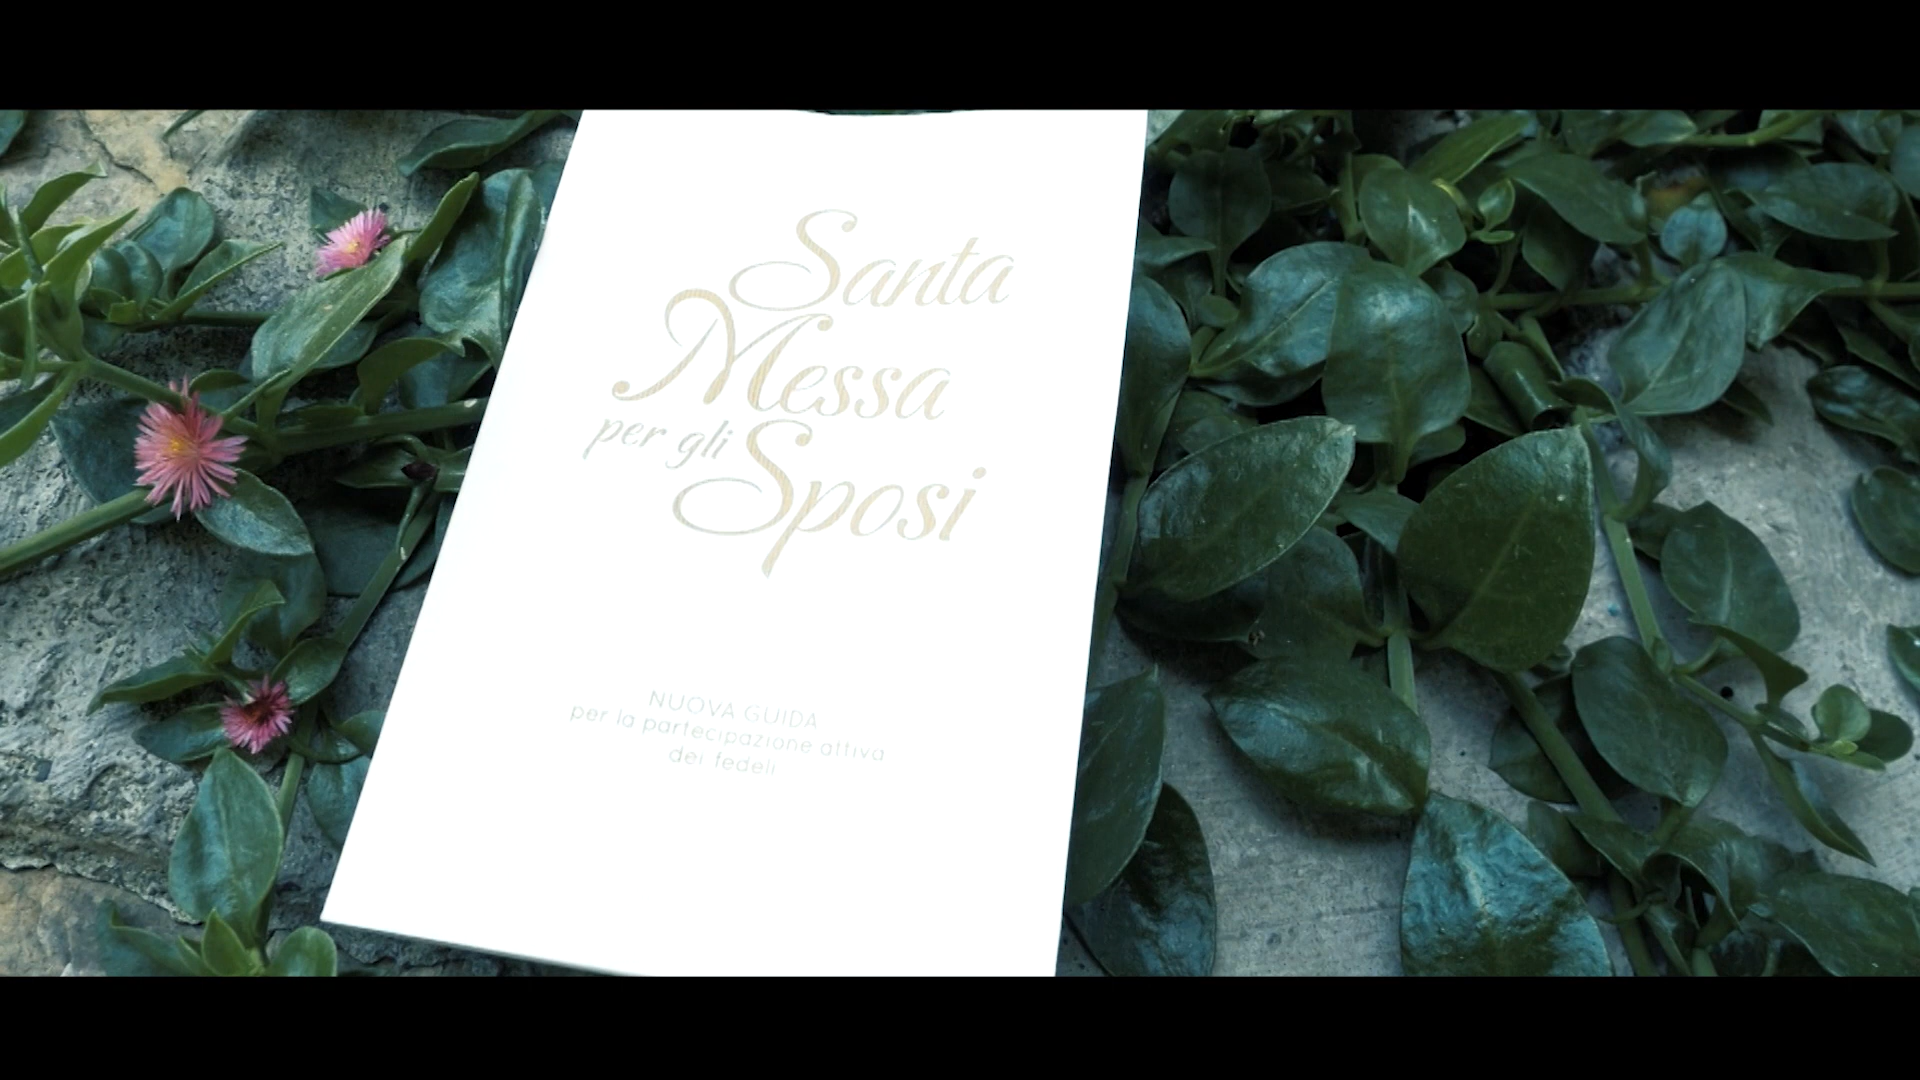 Santa
Messa
per gli Sposi
NUOVA GUIDA
per la partecipazione attiva
dei fedeli